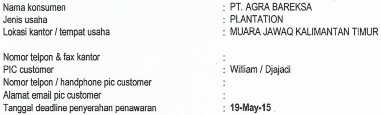 Nama konsumen : PT. AGRA BAREKSA
Jenis usaha : PLANTATION
Lokasi kantor / tempat usaha : MUARA JAWAQ KALIMANTAN TIMUR
Nomor telpon & fax kantor :
PIC customer : William / Djajadi
Nomor telpon / handphone pic customer :
Alamat email pic customer :
Tanggal deadline penyerahan penawaran : 19-May-15